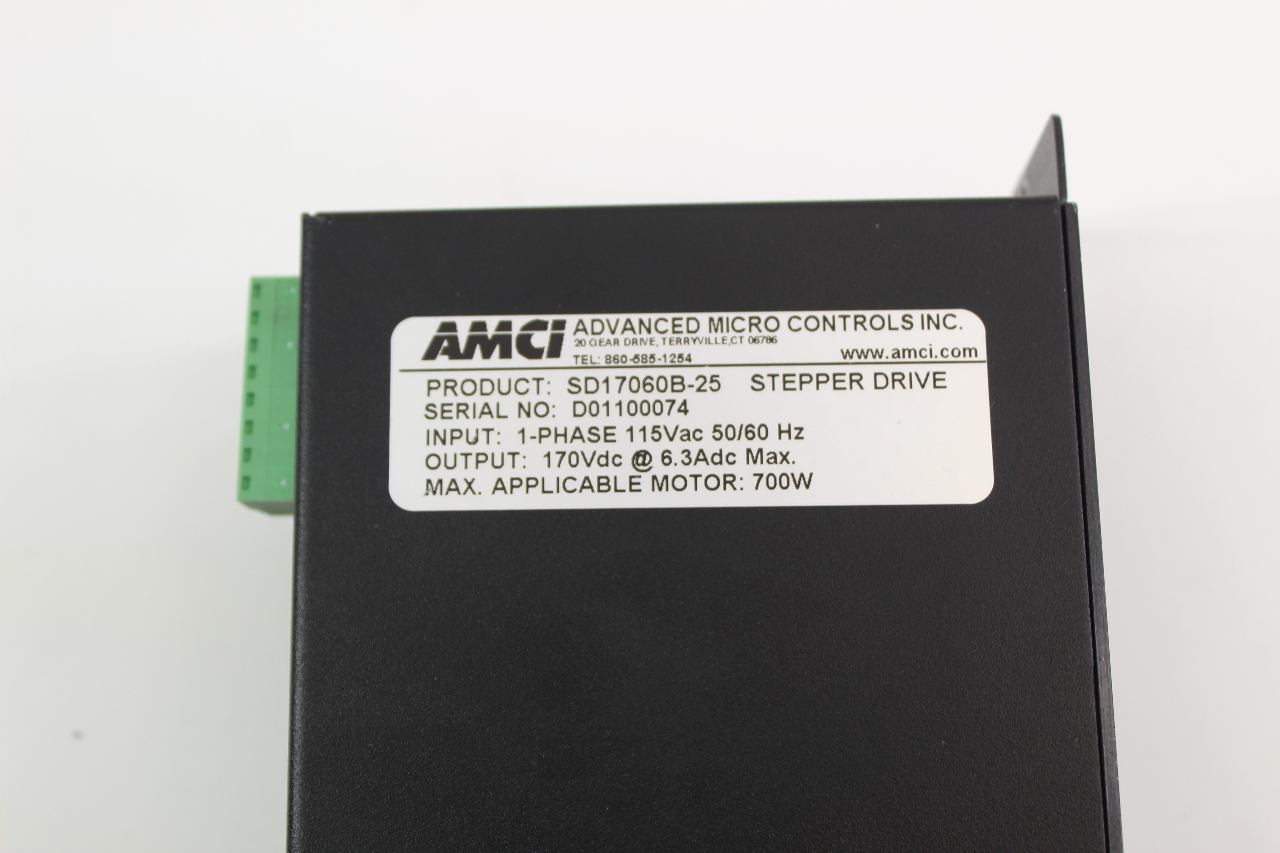 AMCI ADVANCED MICRO CONTROLS INC.
20 GEAR DRIVE, TERRYVILLE,CT 06786
TEL: 860-585-1254 www.amci.com
PRODUCT: SD17060B-25 STEPPER DRIVE
SERIAL NO: D01100074
INPUT: 1-PHASE 115Vac 50/60 Hz
OUTPUT: 170Vdc @ 6.3Adc Max.
MAX. APPLICABLE MOTOR: 700W